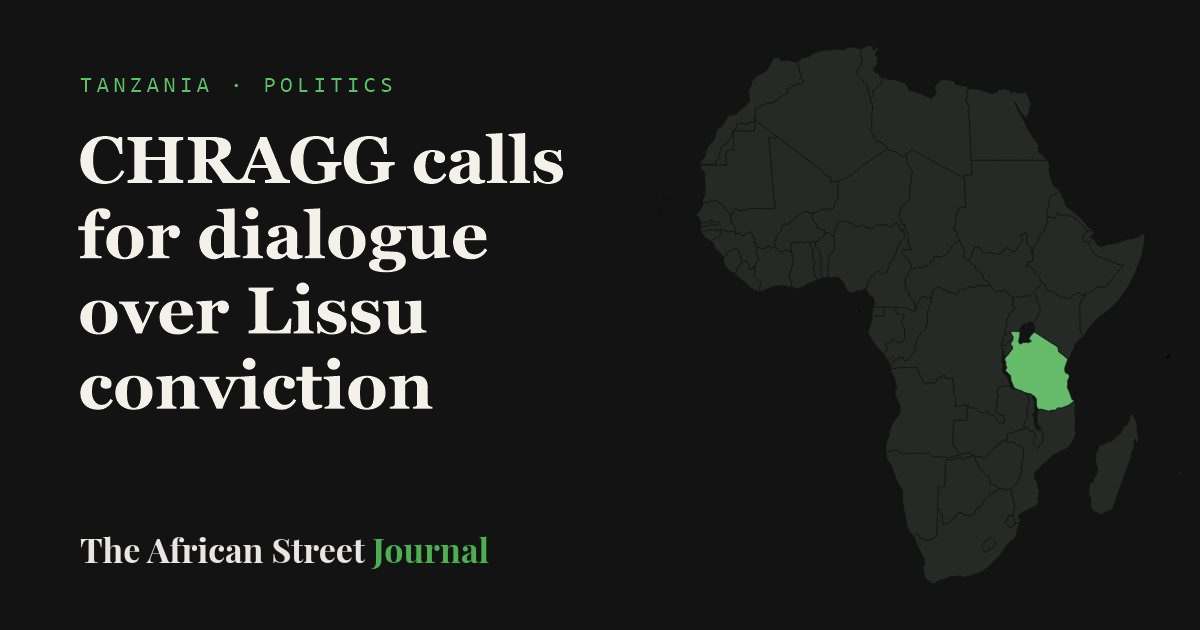 TANZANIA · POLITICS
CHRAGG calls
for dialogue
over Lissu
conviction
The African Street Journal